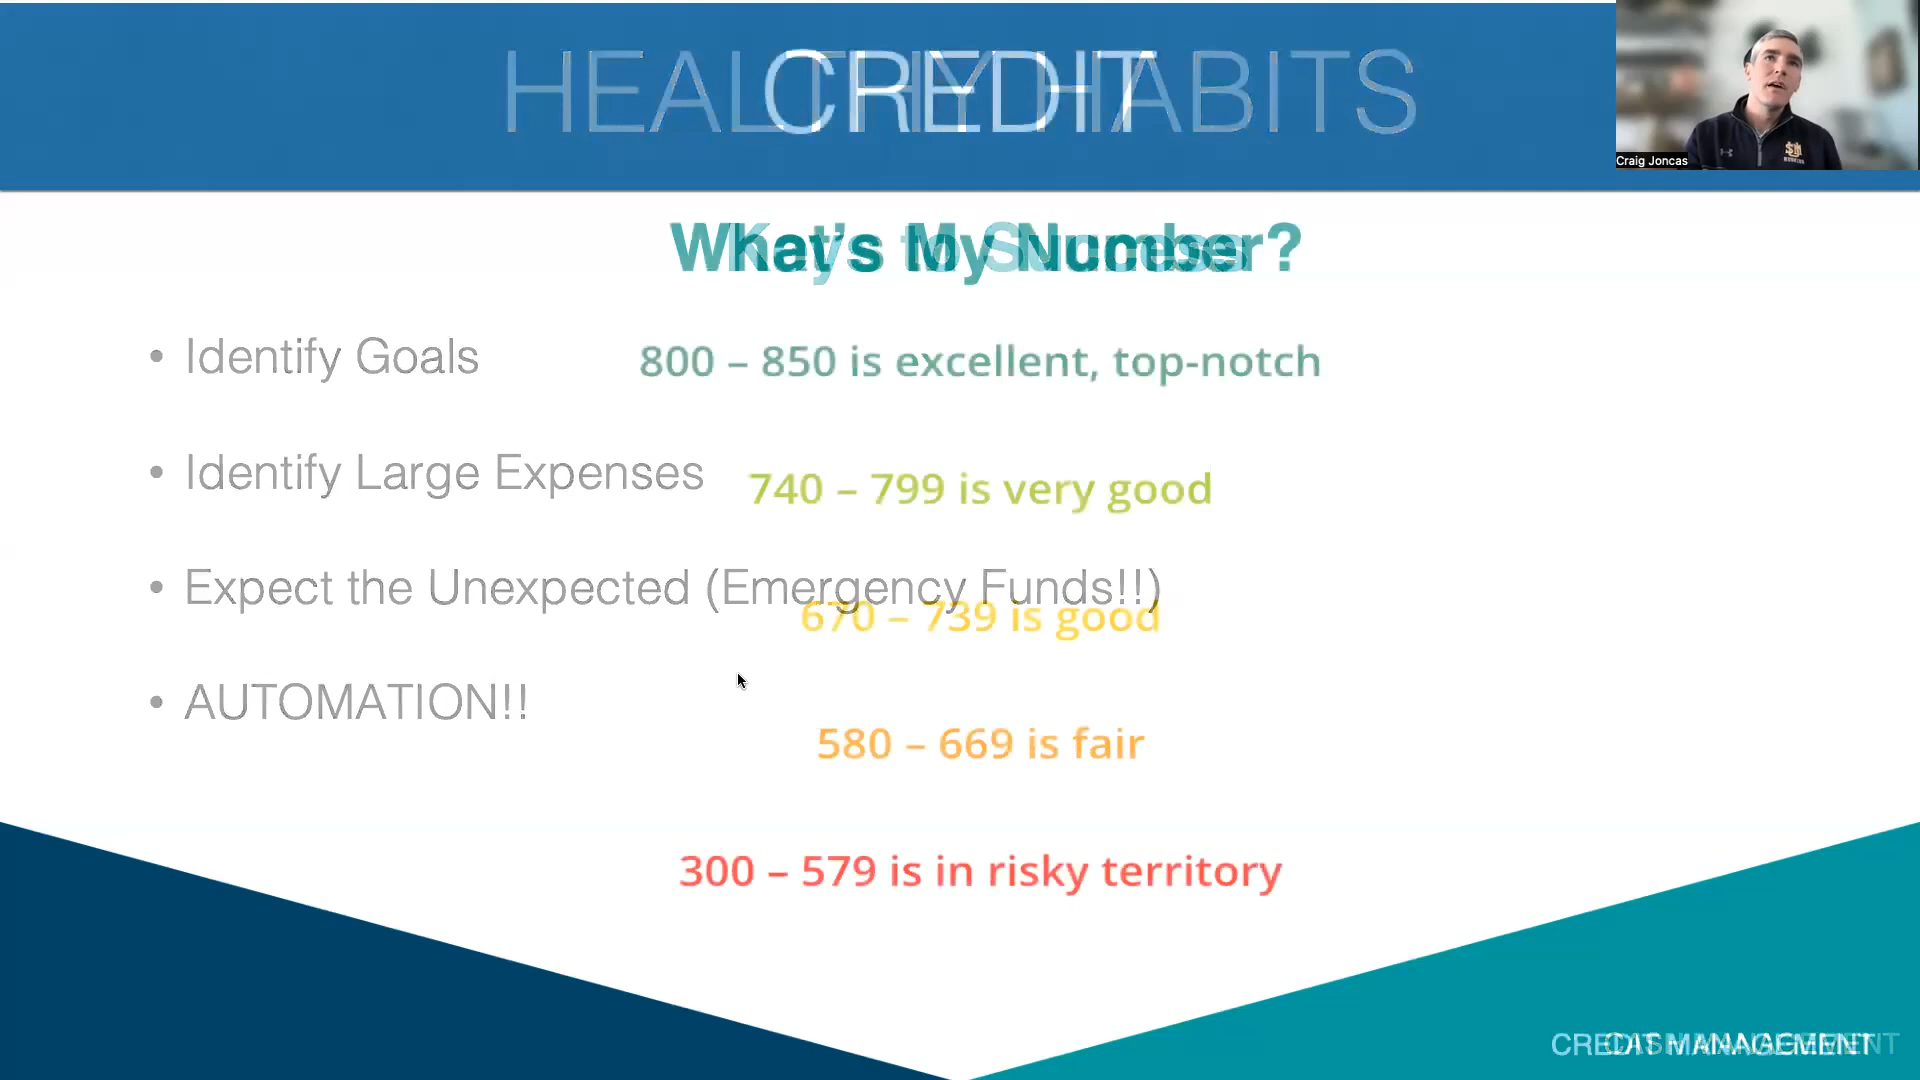 HEALTHY HABITS
CREDIT
Craig Joncas
What's My Number?
Keys to Success
• Identify Goals
800 – 850 is excellent, top-notch
• Identify Large Expenses
740 – 799 is very good
• Expect the Unexpected (Emergency Funds!!)
670 – 739 is good
• AUTOMATION!!
580 – 669 is fair
300 – 579 is in risky territory
CREDIT MANAGEMENT